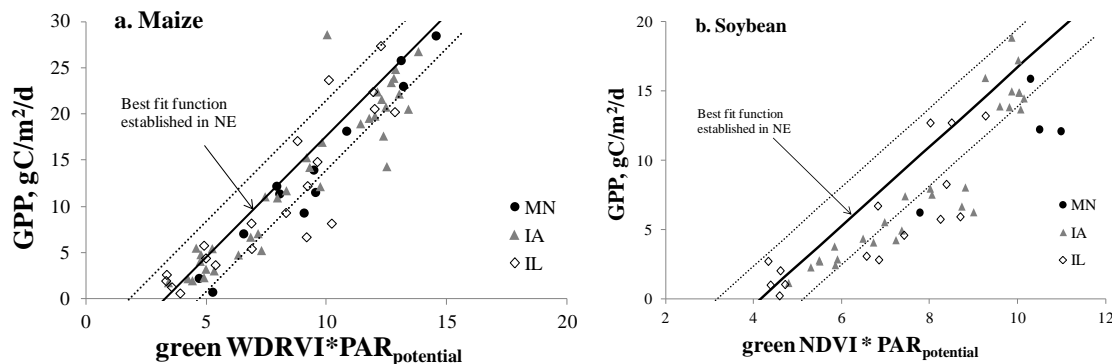 a. Maize
30
25
20
15
10
5
0
GPP, gC/m²/d
Best fit function
established in NE
MN
IA
IL
0 5 10 15 20
green WDRVI*PARpotential
b. Soybean
20
15
10
5
0
GPP, gC/m²/d
Best fit function
established in NE
MN
IA
IL
2 4 6 8 10 12
green NDVI * PARpotential